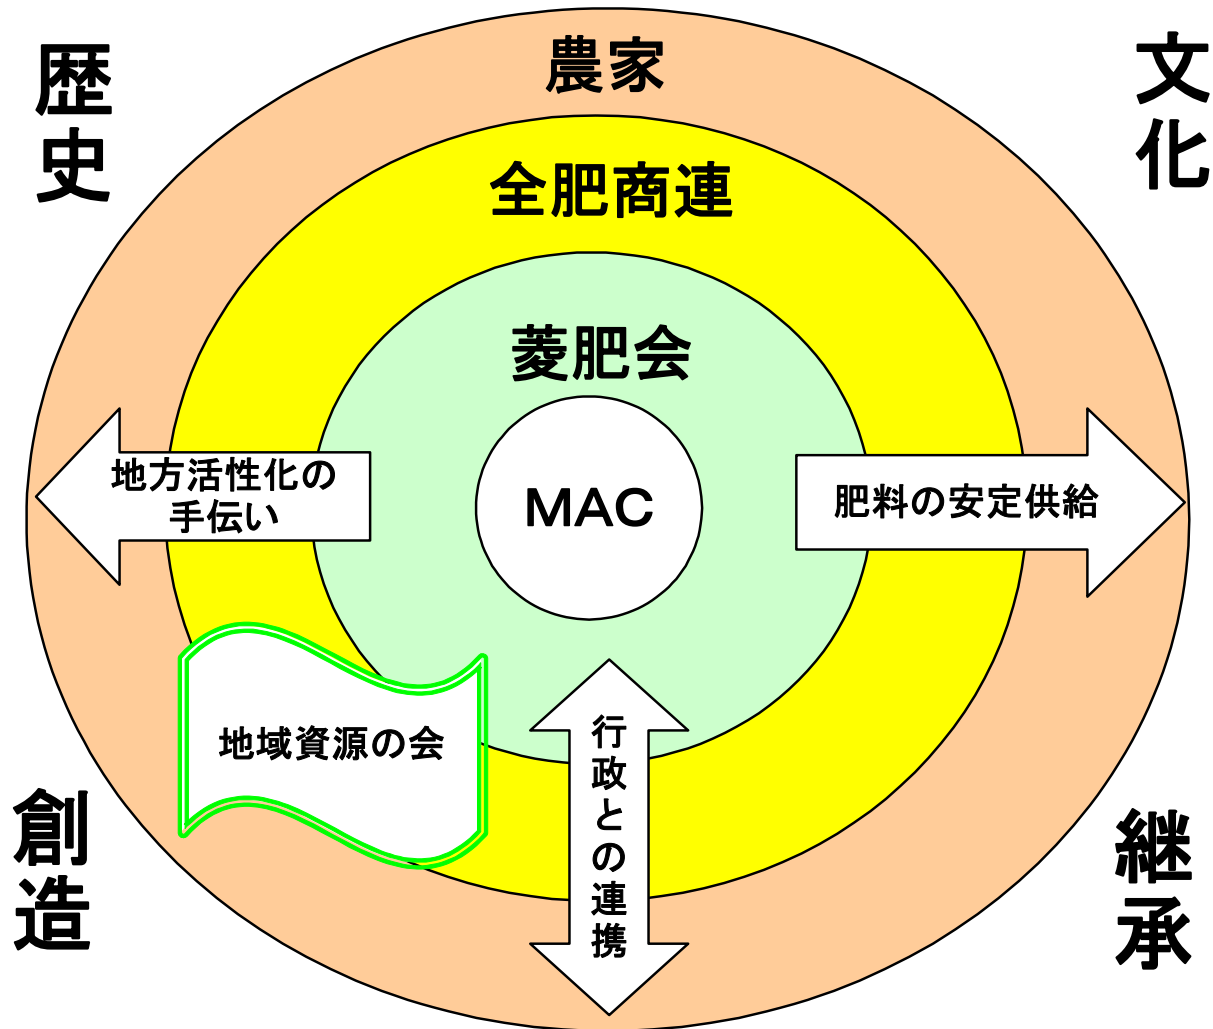 歴史
文化
農家
全肥商連
菱肥会
MAC
地方活性化の
手伝い
肥料の安定供給
地域資源の会
行政との連携
創造
継承